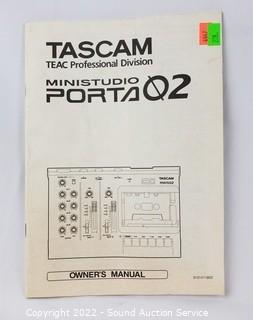 TASCAM
TEAC Professional Division
MINISTUDIO
PORTA02
TASCAM
OWNER'S MANUAL
Copyright 2022 - Sound Auction Service